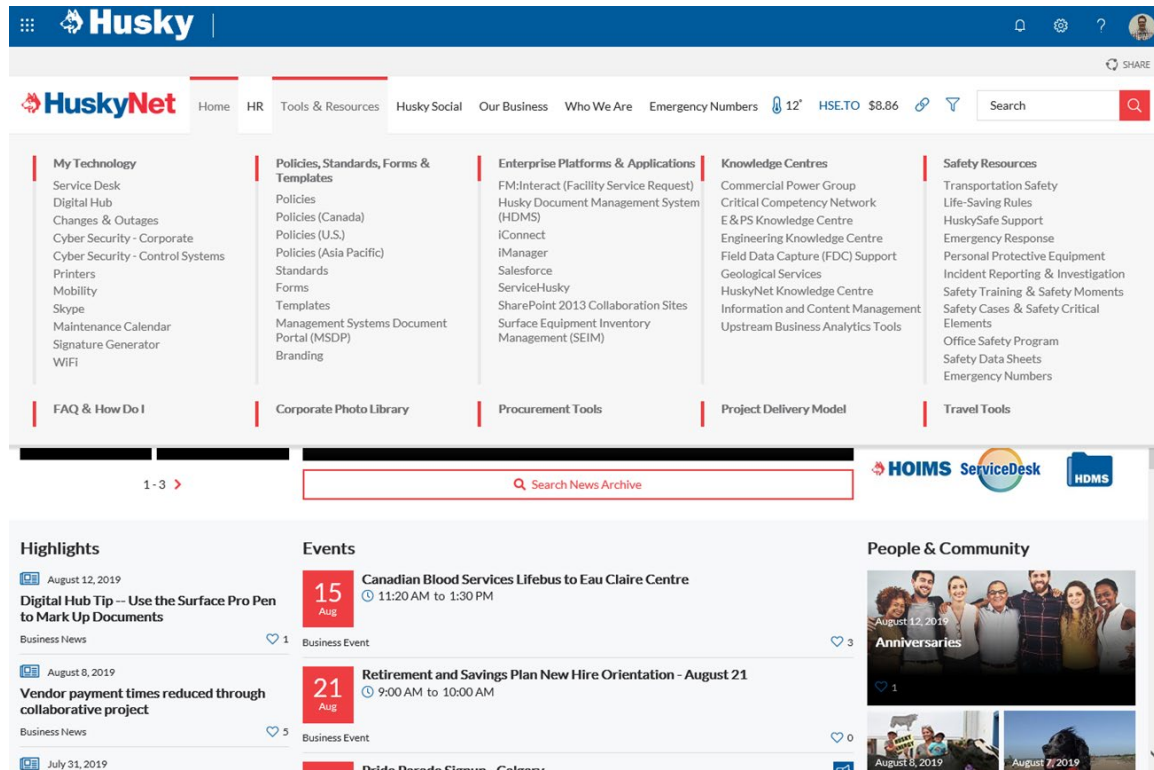 Husky
SHARE
HuskyNet Home HR Tools & Resources Husky Social Our Business Who We Are Emergency Numbers 12° HSE.TO $8.86 Search
My Technology
Service Desk
Digital Hub
Changes & Outages
Cyber Security - Corporate
Cyber Security - Control Systems
Printers
Mobility
Skype
Maintenance Calendar
Signature Generator
WiFi
Policies, Standards, Forms &
Templates
Policies
Policies (Canada)
Policies (U.S.)
Policies (Asia Pacific)
Standards
Forms
Templates
Management Systems Document
Portal (MSDP)
Branding
Enterprise Platforms & Applications
FM:Interact (Facility Service Request)
Husky Document Management System
(HDMS)
iConnect
iManager
Salesforce
ServiceHusky
SharePoint 2013 Collaboration Sites
Surface Equipment Inventory
Management (SEIM)
Knowledge Centres
Commercial Power Group
Critical Competency Network
E&PS Knowledge Centre
Engineering Knowledge Centre
Field Data Capture (FDC) Support
Geological Services
HuskyNet Knowledge Centre
Information and Content Management
Upstream Business Analytics Tools
Safety Resources
Transportation Safety
Life-Saving Rules
HuskySafe Support
Emergency Response
Personal Protective Equipment
Incident Reporting & Investigation
Safety Training & Safety Moments
Safety Cases & Safety Critical
Elements
Office Safety Program
Safety Data Sheets
Emergency Numbers
FAQ & How Do I
Corporate Photo Library
Procurement Tools
Project Delivery Model
Travel Tools
1 - 3
Search News Archive
HOIMS ServiceDesk HDMS
Highlights
August 12, 2019
Digital Hub Tip -- Use the Surface Pro Pen
to Mark Up Documents
Business News 1
August 8, 2019
Vendor payment times reduced through
collaborative project
Business News 5
July 31, 2019
Events
15
Aug
Canadian Blood Services Lifebus to Eau Claire Centre
11:20 AM to 1:30 PM
Business Event 3
21
Aug
Retirement and Savings Plan New Hire Orientation - August 21
9:00 AM to 10:00 AM
Business Event 0
Pride Parade Signup - Calgary
People & Community
August 12, 2019
Anniversaries
1
HUSKY
ENERGY
August 8, 2019
August 7, 2019